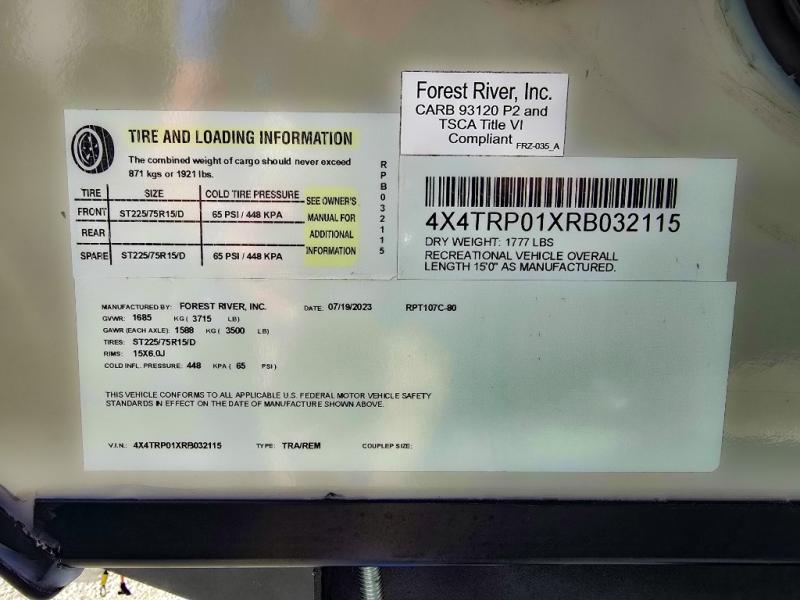 Forest River, Inc.
CARB 93120 P2 and
TSCA Title VI
Compliant FRZ-035_A
TIRE AND LOADING INFORMATION
The combined weight of cargo should never exceed
871 kgs or 1921 lbs.
TIRE SIZE COLD TIRE PRESSURE
FRONT ST225/75R15/D 65 PSI / 448 KPA
REAR
SPARE ST225/75R15/D 65 PSI / 448 KPA
SEE OWNER'S
MANUAL FOR
ADDITIONAL
INFORMATION
RPB032115
4X4TRP01XRB032115
DRY WEIGHT: 1777 LBS
RECREATIONAL VEHICLE OVERALL
LENGTH 15'0" AS MANUFACTURED.
MANUFACTURED BY: FOREST RIVER, INC. DATE: 07/19/2023 RPT107C-80
GVWR: 1685 KG ( 3715 LB)
GAWR (EACH AXLE): 1588 KG ( 3500 LB)
TIRES: ST225/75R15/D
RIMS: 15X6.0J
COLD INFL. PRESSURE: 448 KPA ( 65 PSI )
THIS VEHICLE CONFORMS TO ALL APPLICABLE U.S. FEDERAL MOTOR VEHICLE SAFETY
STANDARDS IN EFFECT ON THE DATE OF MANUFACTURE SHOWN ABOVE.
V.I.N.: 4X4TRP01XRB032115 TYPE: TRA/REM COUPLER SIZE: